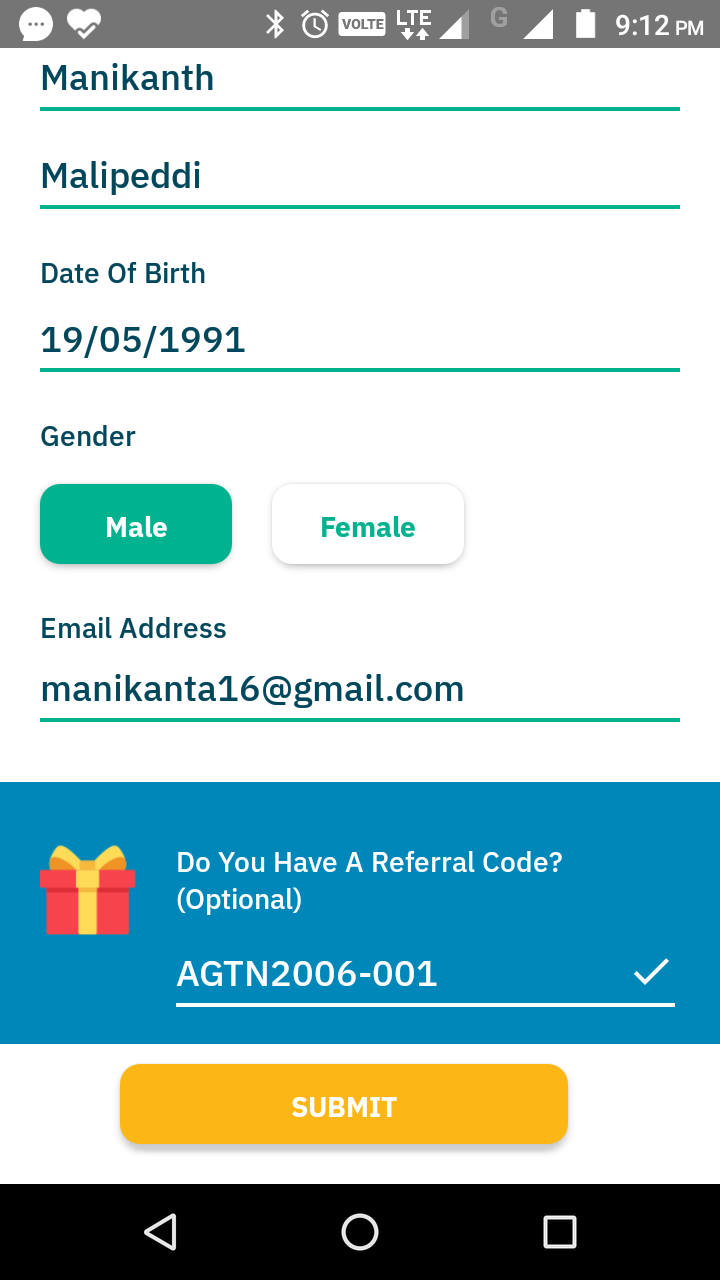 VOLTE LTE G 9:12 PM
Manikanth
Malipeddi
Date Of Birth
19/05/1991
Gender
Male Female
Email Address
manikanta16@gmail.com
Do You Have A Referral Code?
(Optional)
AGTN2006-001
SUBMIT